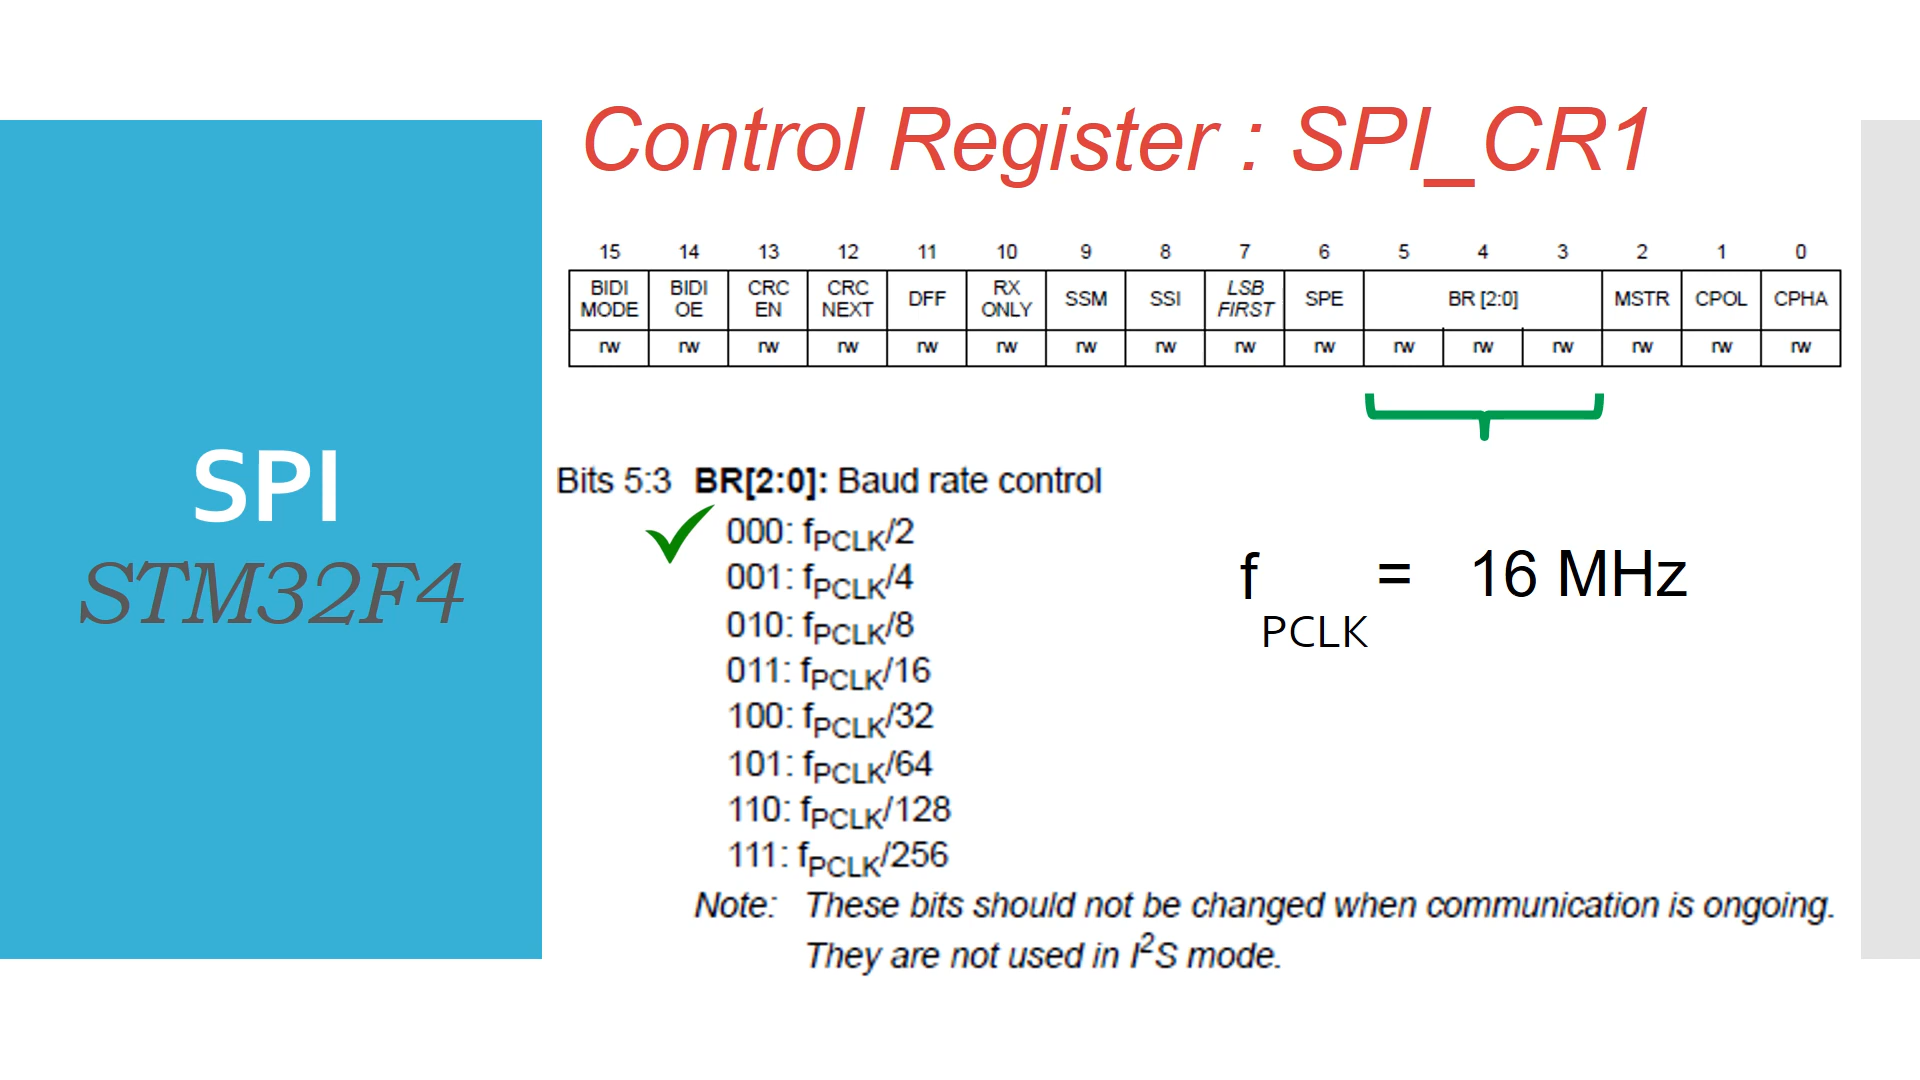 Control Register : SPI_CR1
SPI
STM32F4
15 14 13 12 11 10 9 8 7 6 5 4 3 2 1 0
BIDI MODE BIDI OE CRC EN CRC NEXT DFF RX ONLY SSM SSI LSB FIRST SPE BR [2:0] MSTR CPOL CPHA
rw rw rw rw rw rw rw rw rw rw rw rw rw rw rw rw
Bits 5:3 BR[2:0]: Baud rate control
000: fPCLK/2
001: fPCLK/4
010: fPCLK/8
011: fPCLK/16
100: fPCLK/32
101: fPCLK/64
110: fPCLK/128
111: fPCLK/256
Note: These bits should not be changed when communication is ongoing.
They are not used in I²S mode.
f PCLK = 16 MHz